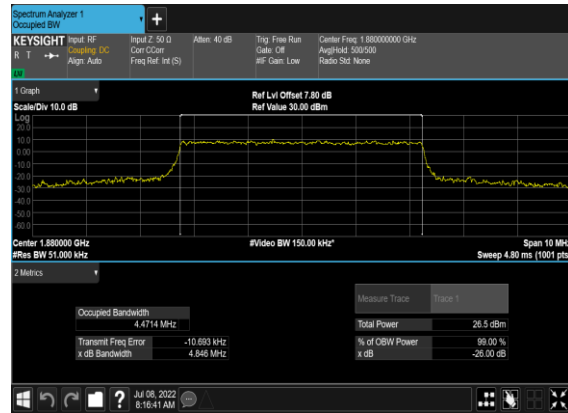 Spectrum Analyzer 1
Occupied BW
+
KEYSIGHT Input: RF Input Z: 50 Ω Atten: 40 dB Trig: Free Run Center Freq: 1.880000000 GHz
R T Coupling: DC Corr CCorr Gate: Off Avg|Hold: 500/500
Align: Auto Freq Ref: Int (S) #IF Gain: Low Radio Std: None
LXI
1 Graph
Ref Lvl Offset 7.80 dB
Scale/Div 10.0 dB Ref Value 30.00 dBm
Log
20.0
10.0
0.00
-10.0
-20.0
-30.0
-40.0
-50.0
-60.0
Center 1.880000 GHz #Video BW 150.00 kHz* Span 10 MHz
#Res BW 51.000 kHz Sweep 4.80 ms (1001 pts
2 Metrics
Measure Trace Trace 1
Occupied Bandwidth
4.4714 MHz Total Power 26.5 dBm
Transmit Freq Error -10.693 kHz % of OBW Power 99.00 %
x dB Bandwidth 4.846 MHz x dB -26.00 dB
? Jul 08, 2022
8:16:41 AM